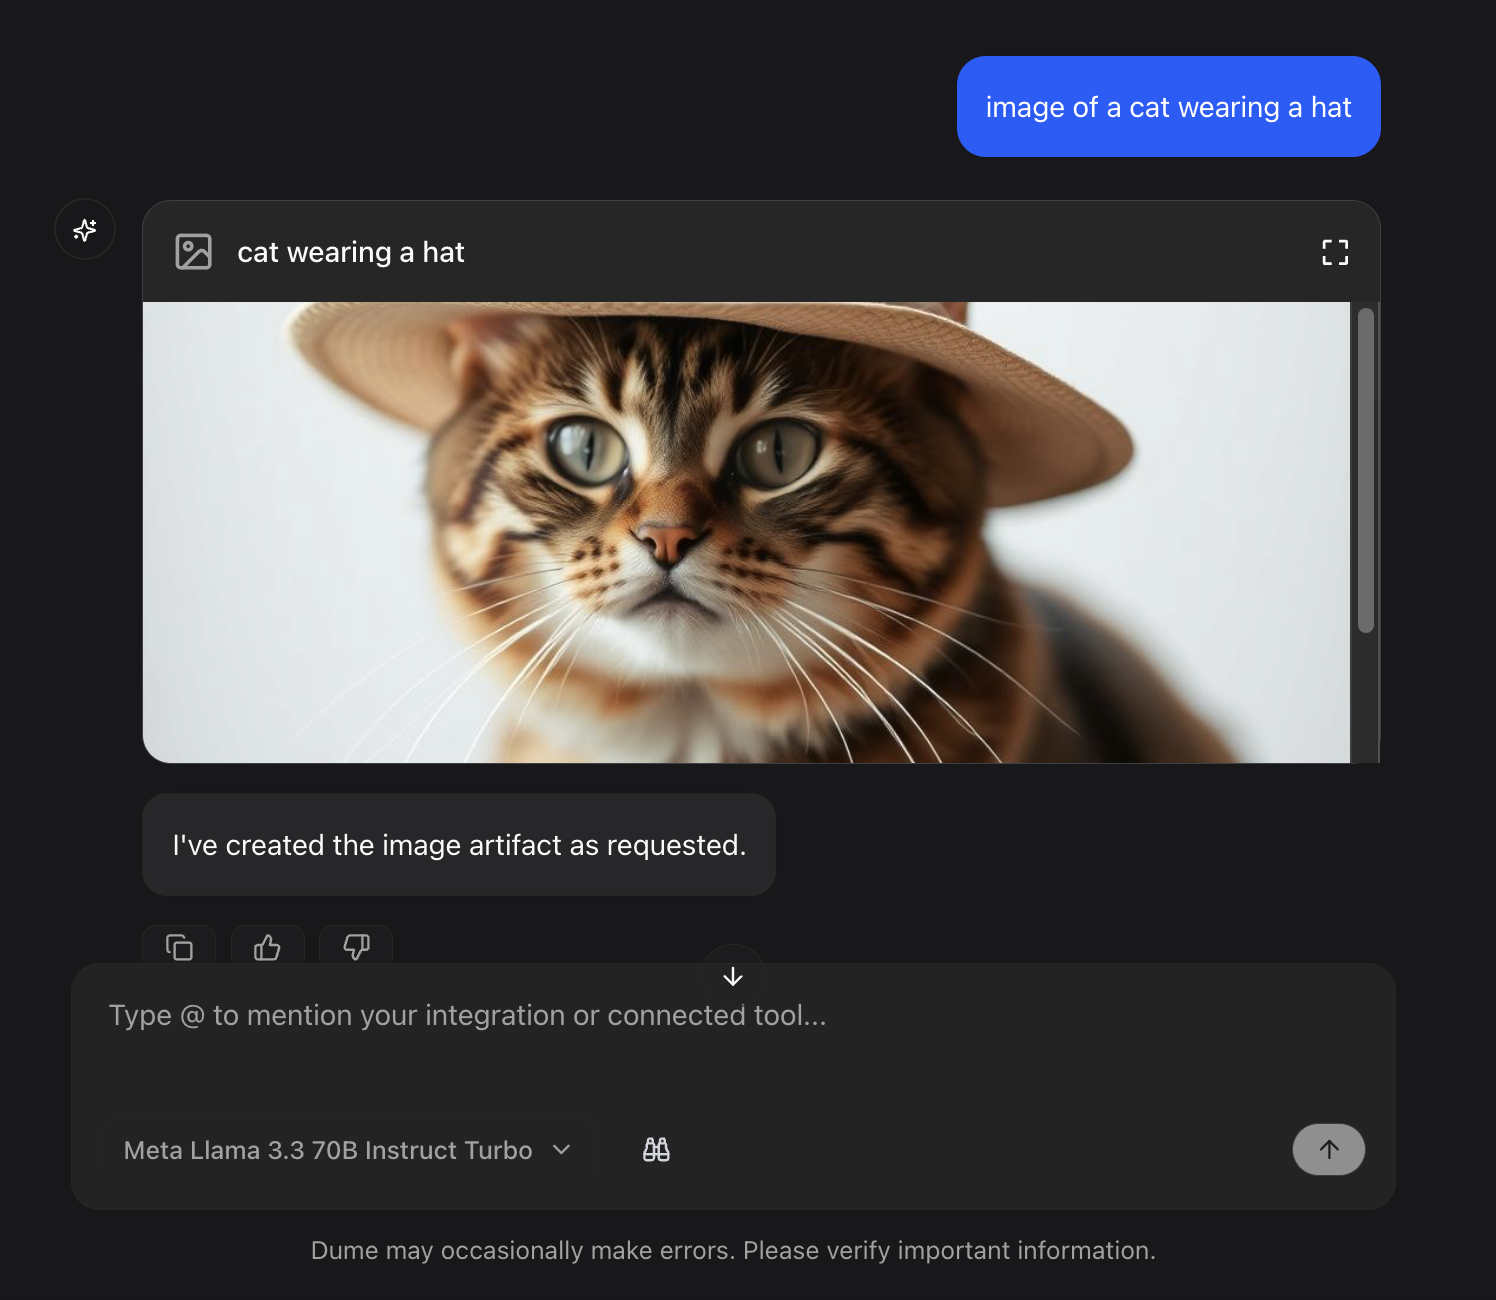 image of a cat wearing a hat
cat wearing a hat
I've created the image artifact as requested.
Type @ to mention your integration or connected tool...
Meta Llama 3.3 70B Instruct Turbo
Dume may occasionally make errors. Please verify important information.